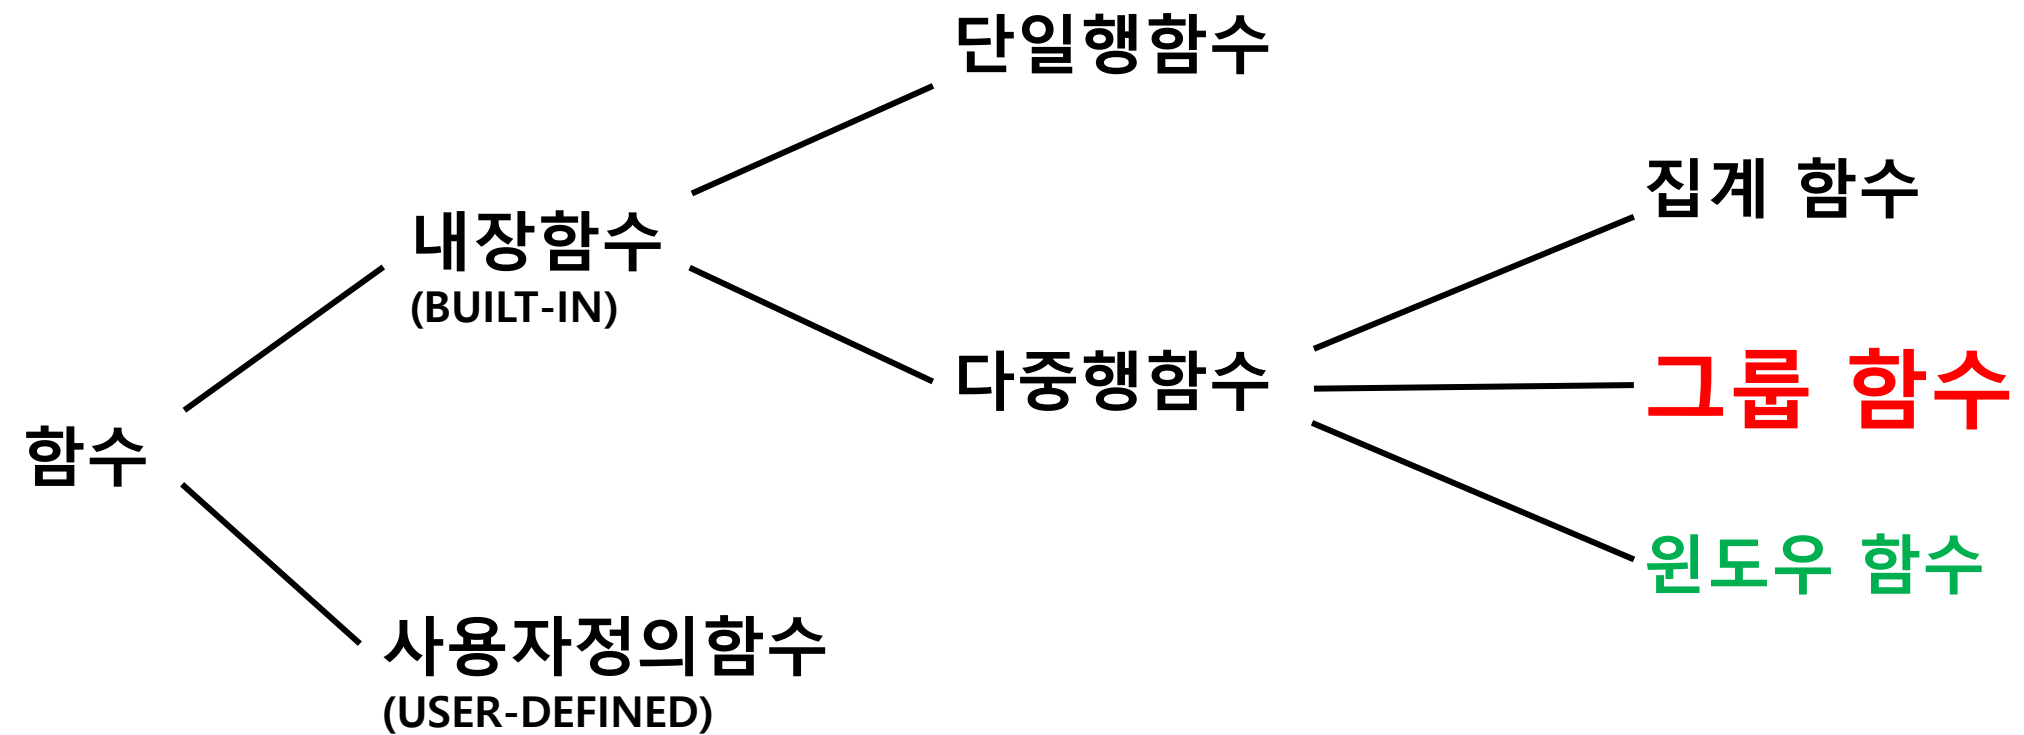 단일행함수
집계 함수
내장함수
(BUILT-IN)
다중행함수
그룹 함수
함수
윈도우 함수
사용자정의함수
(USER-DEFINED)